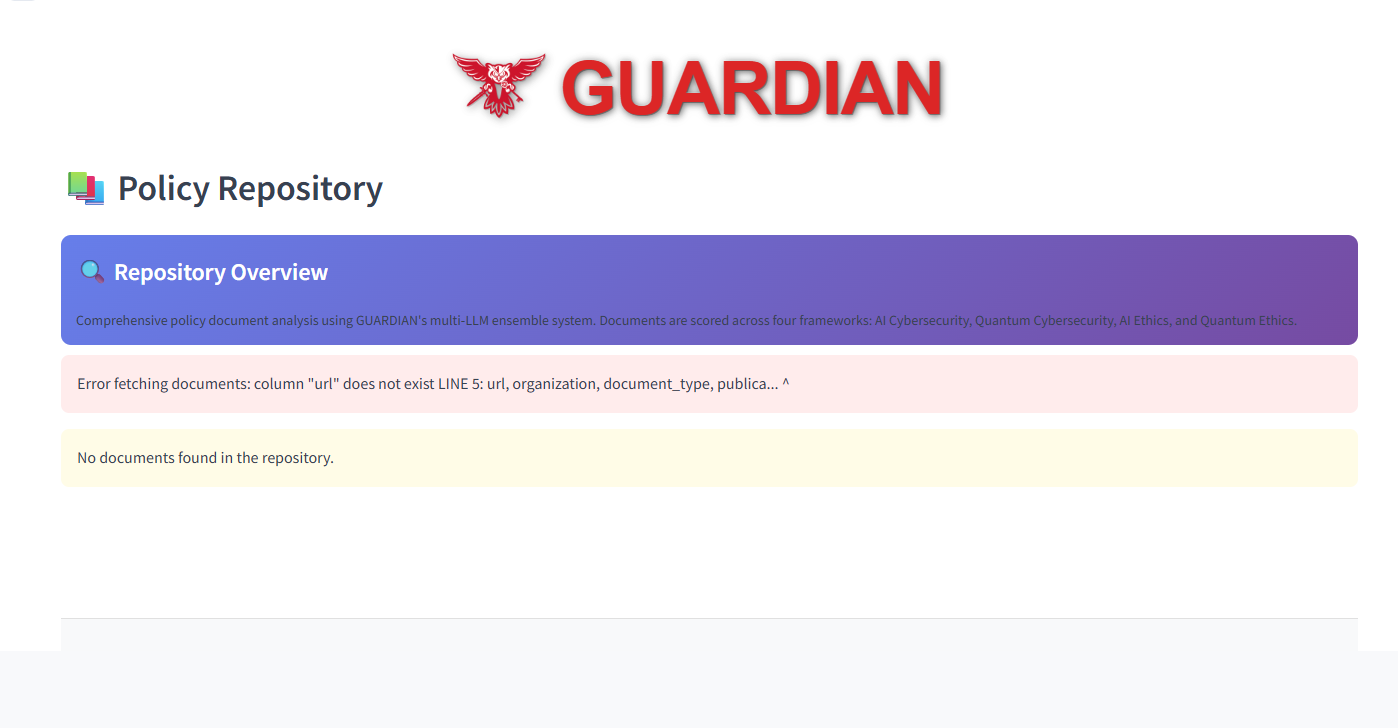 GUARDIAN
Policy Repository
Repository Overview
Comprehensive policy document analysis using GUARDIAN's multi-LLM ensemble system. Documents are scored across four frameworks: AI Cybersecurity, Quantum Cybersecurity, AI Ethics, and Quantum Ethics.
Error fetching documents: column "url" does not exist LINE 5: url, organization, document_type, publica... ^
No documents found in the repository.